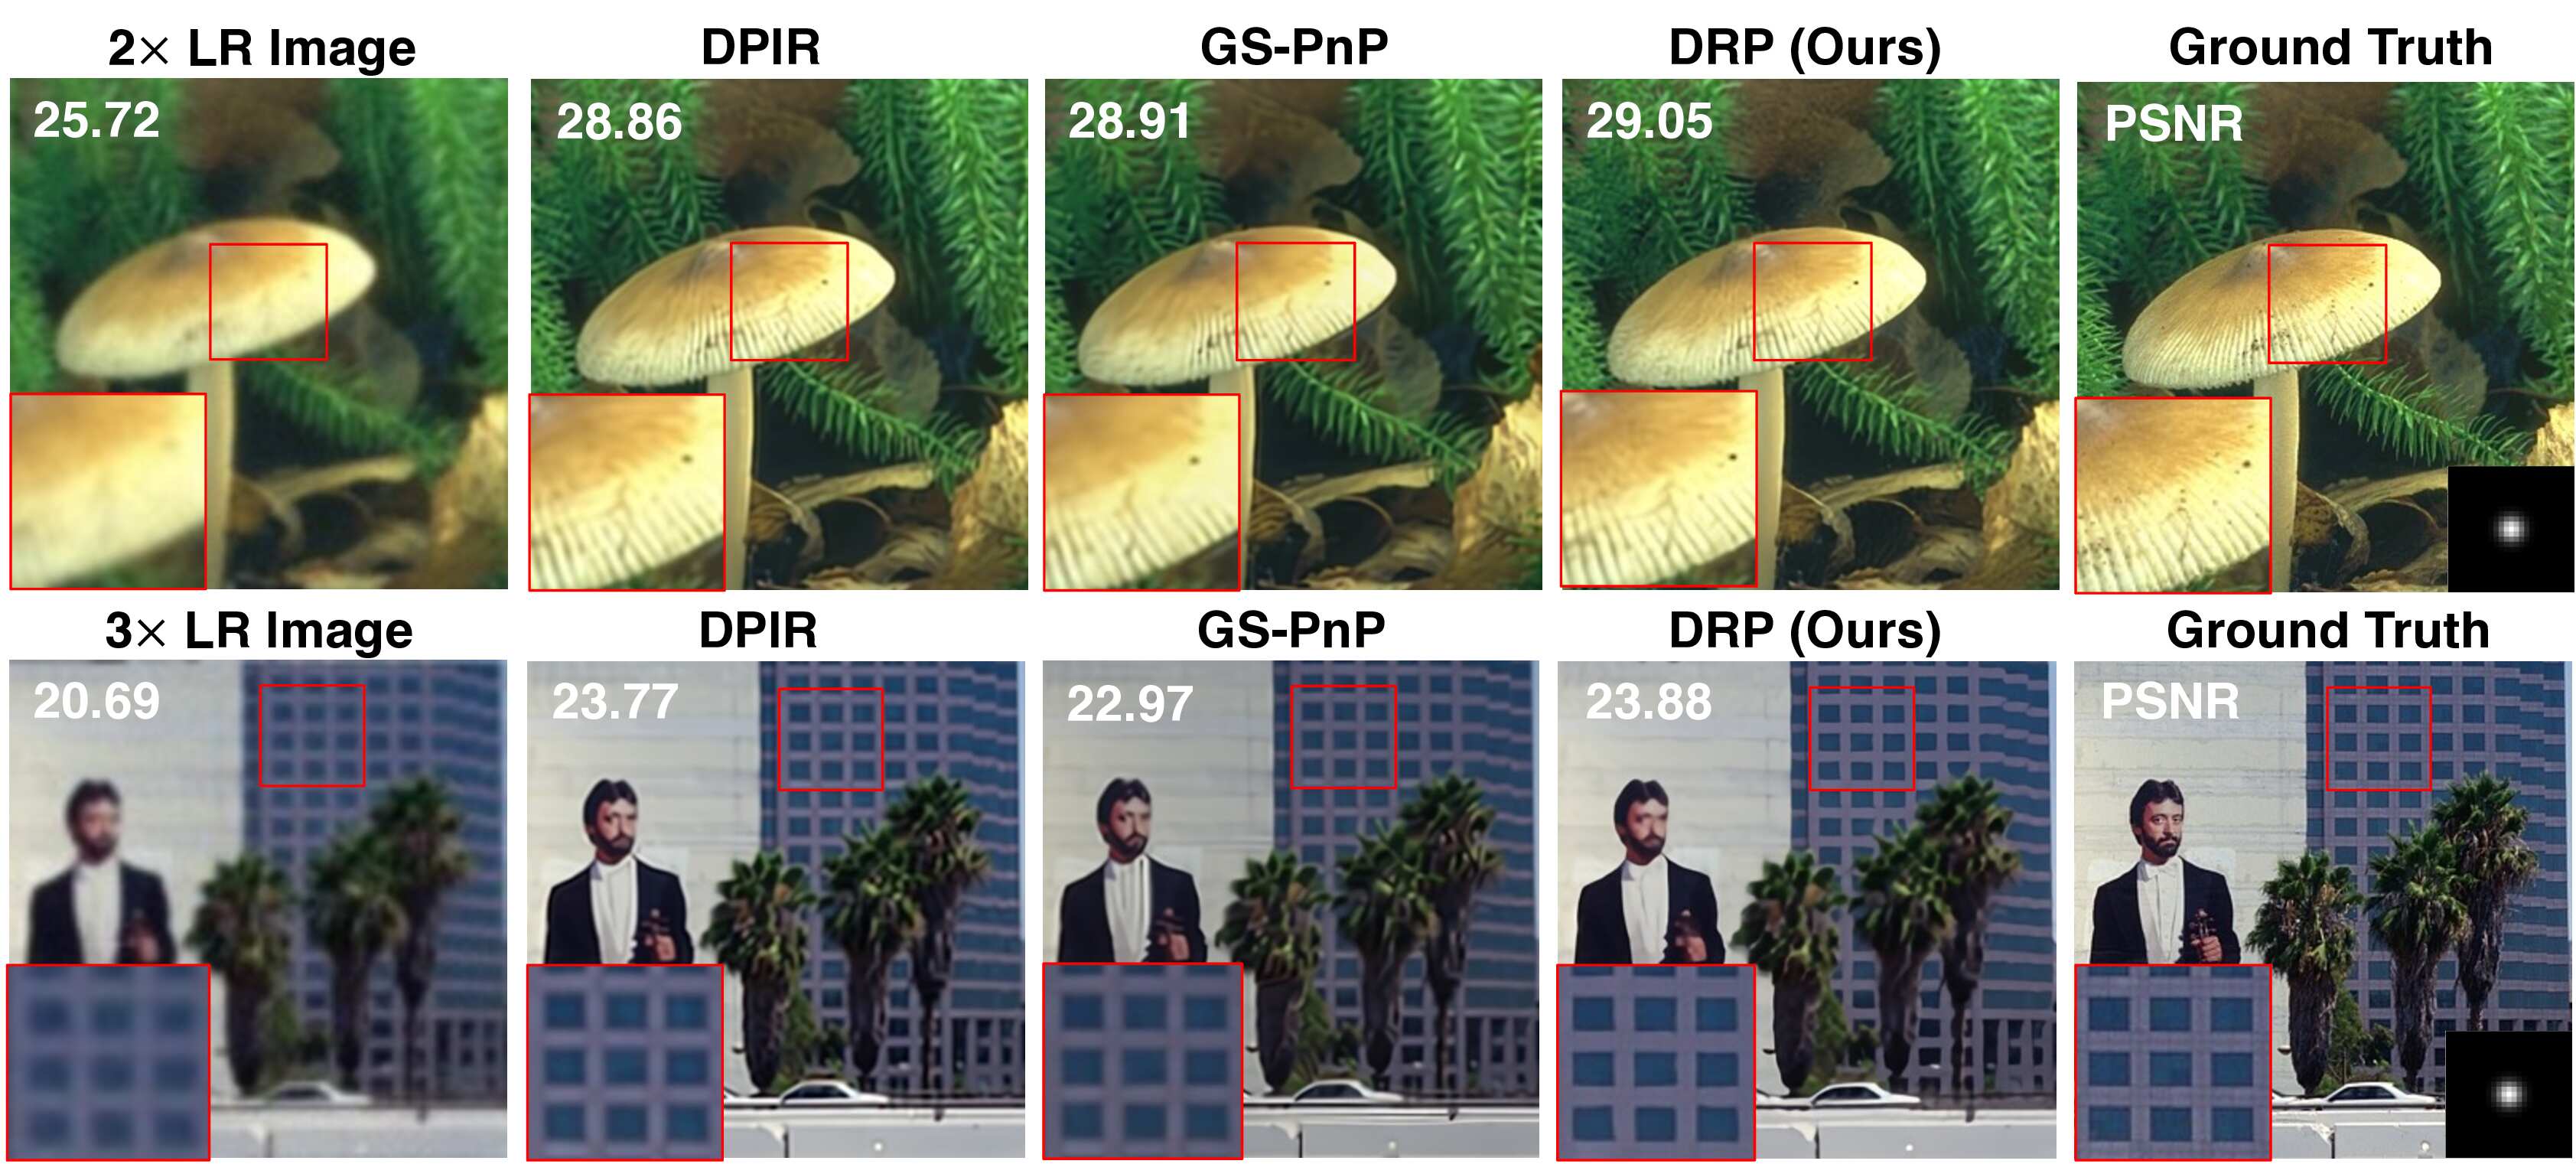 2× LR Image DPIR GS-PnP DRP (Ours) Ground Truth
25.72 28.86 28.91 29.05 PSNR
3× LR Image DPIR GS-PnP DRP (Ours) Ground Truth
20.69 23.77 22.97 23.88 PSNR